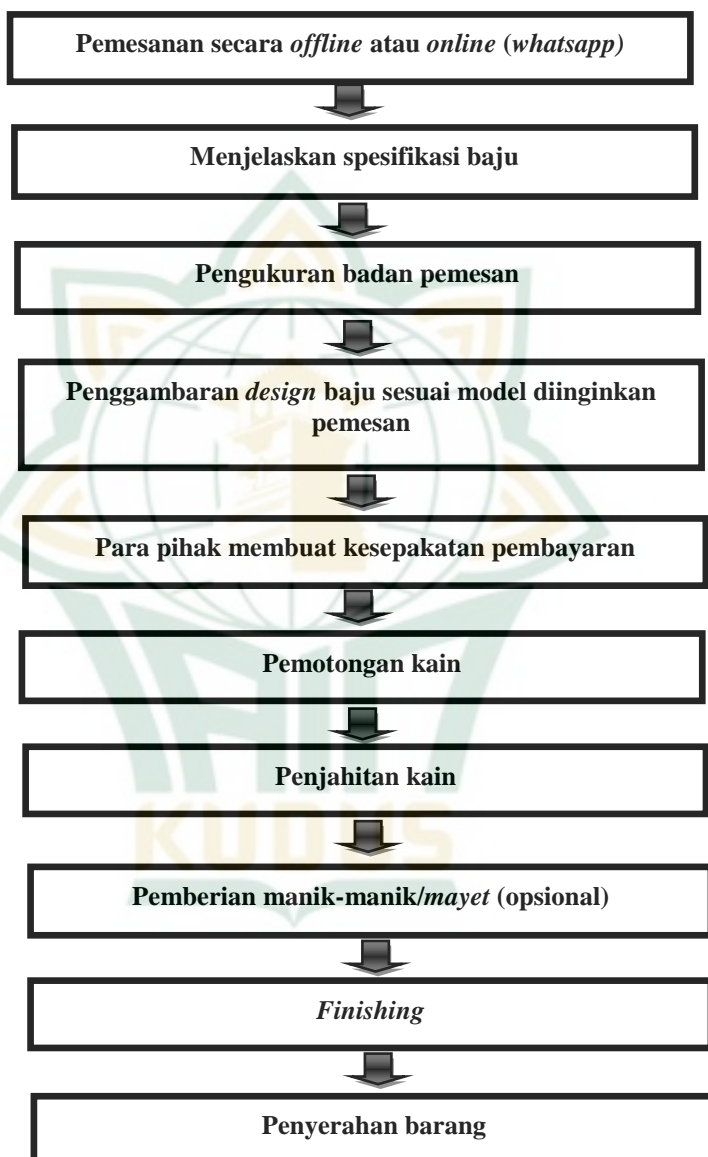 Pemesanan secara offline atau online (whatsapp)
Menjelaskan spesifikasi baju
Pengukuran badan pemesan
Penggambaran design baju sesuai model diinginkan
pemesan
Para pihak membuat kesepakatan pembayaran
Pemotongan kain
Penjahitan kain
KUDUS
Pemberian manik-manik/mayet (opsional)
Finishing
Penyerahan barang